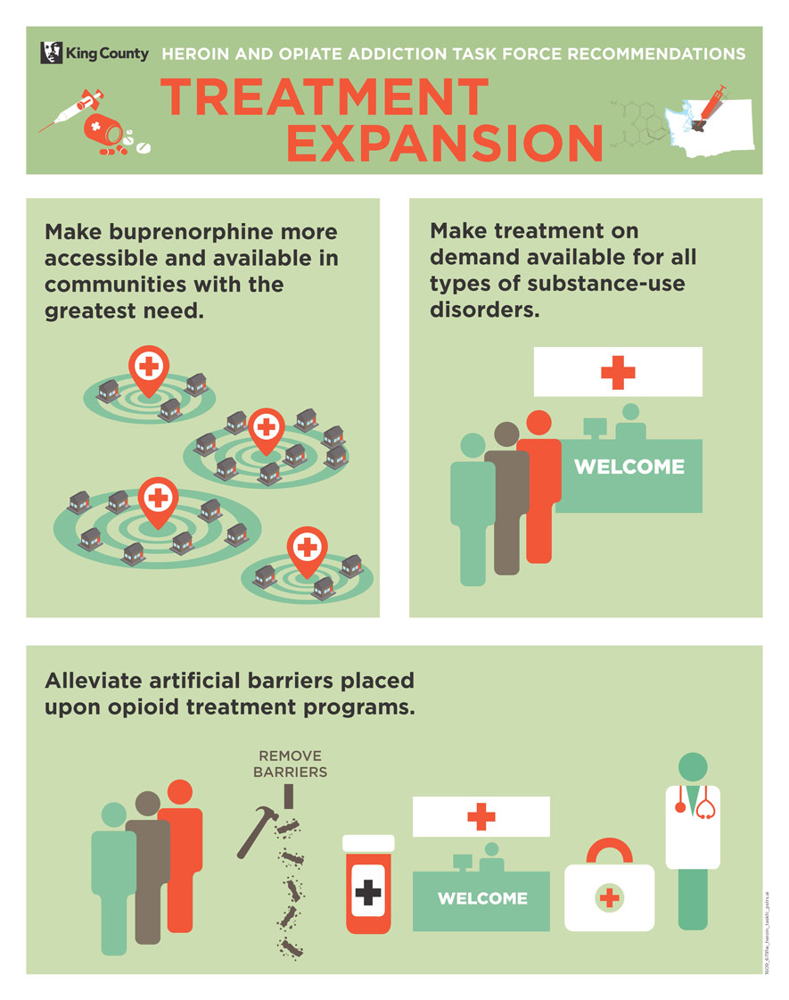 King County
HEROIN AND OPIATE ADDICTION TASK FORCE RECOMMENDATIONS
TREATMENT
EXPANSION
Make buprenorphine more
accessible and available in
communities with the
greatest need.
Make treatment on
demand available for all
types of substance-use
disorders.
WELCOME
Alleviate artificial barriers placed
upon opioid treatment programs.
REMOVE
BARRIERS
WELCOME